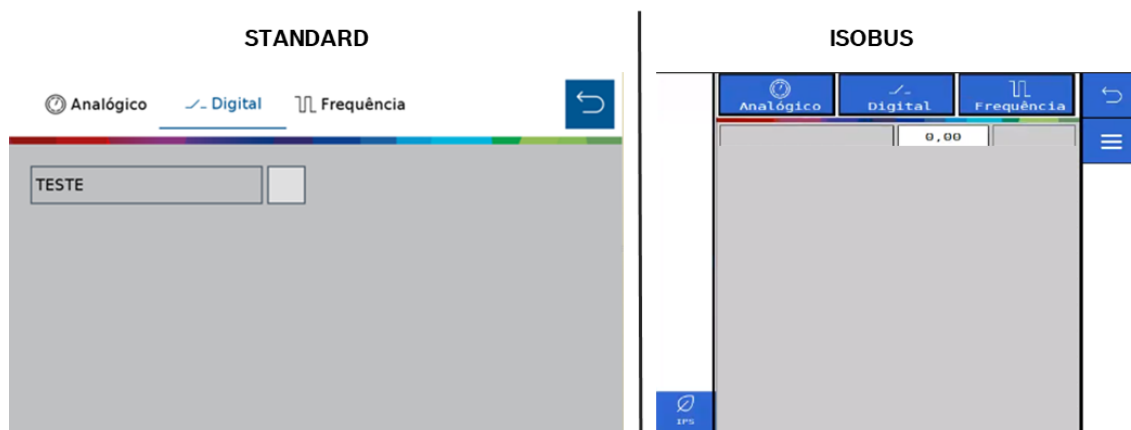 STANDARD
Analógico Digital Frequência
TESTE
ISOBUS
Analógico Digital Frequência
0,00
IPS